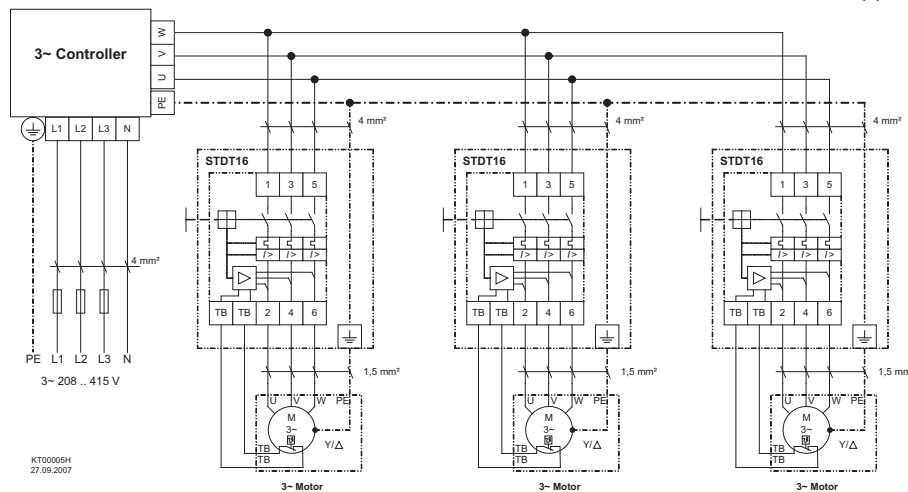 3~ Controller
W
V
U
PE
L1 L2 L3 N
4 mm²
PE L1 L2 L3 N
3~ 208 .. 415 V
KT00005H
27.09.2007
4 mm²
STDT16
1 3 5
I> I> I>
TB TB 2 4 6
1,5 mm²
U V W PE
M
3~
Y/△
TB
TB
3~ Motor
4 mm²
STDT16
1 3 5
I> I> I>
TB TB 2 4 6
1,5 mm²
U V W PE
M
3~
Y/△
TB
TB
3~ Motor
4 mm²
STDT16
1 3 5
I> I> I>
TB TB 2 4 6
1,5 mm²
U V W PE
M
3~
Y/△
TB
TB
3~ Motor